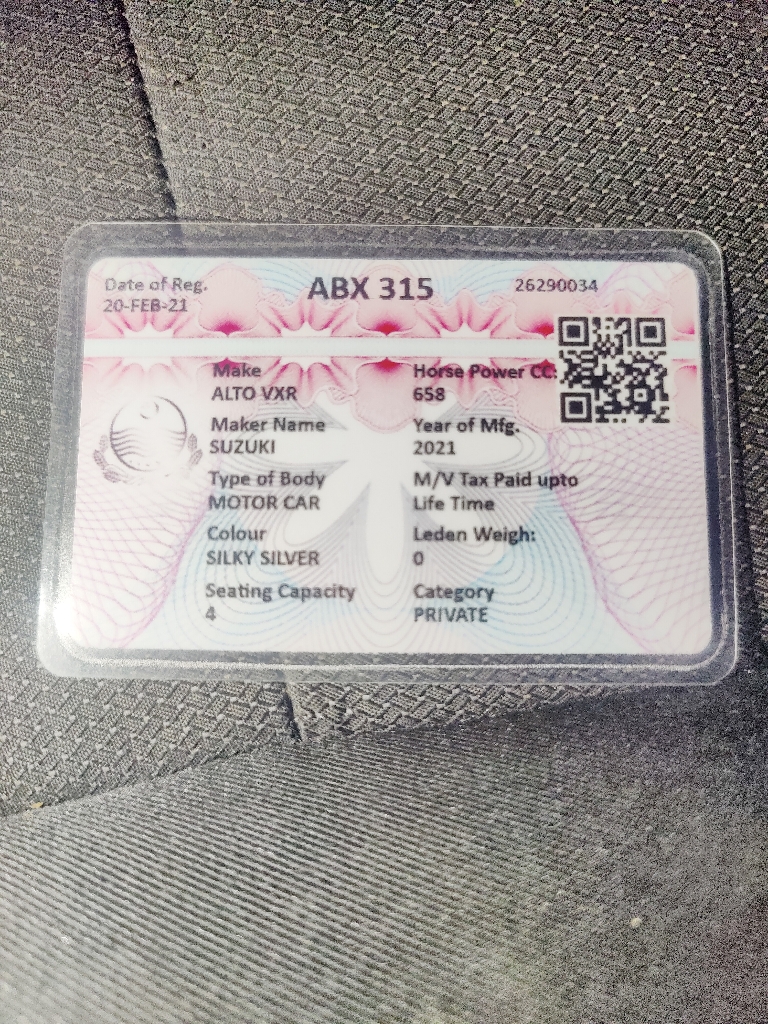 Date of Reg. ABX 315 26290034
20-FEB-21
Make Horse Power CC:
ALTO VXR 658
Maker Name Year of Mfg.
SUZUKI 2021
Type of Body M/V Tax Paid upto
MOTOR CAR Life Time
Colour Leden Weigh:
SILKY SILVER 0
Seating Capacity Category
4 PRIVATE